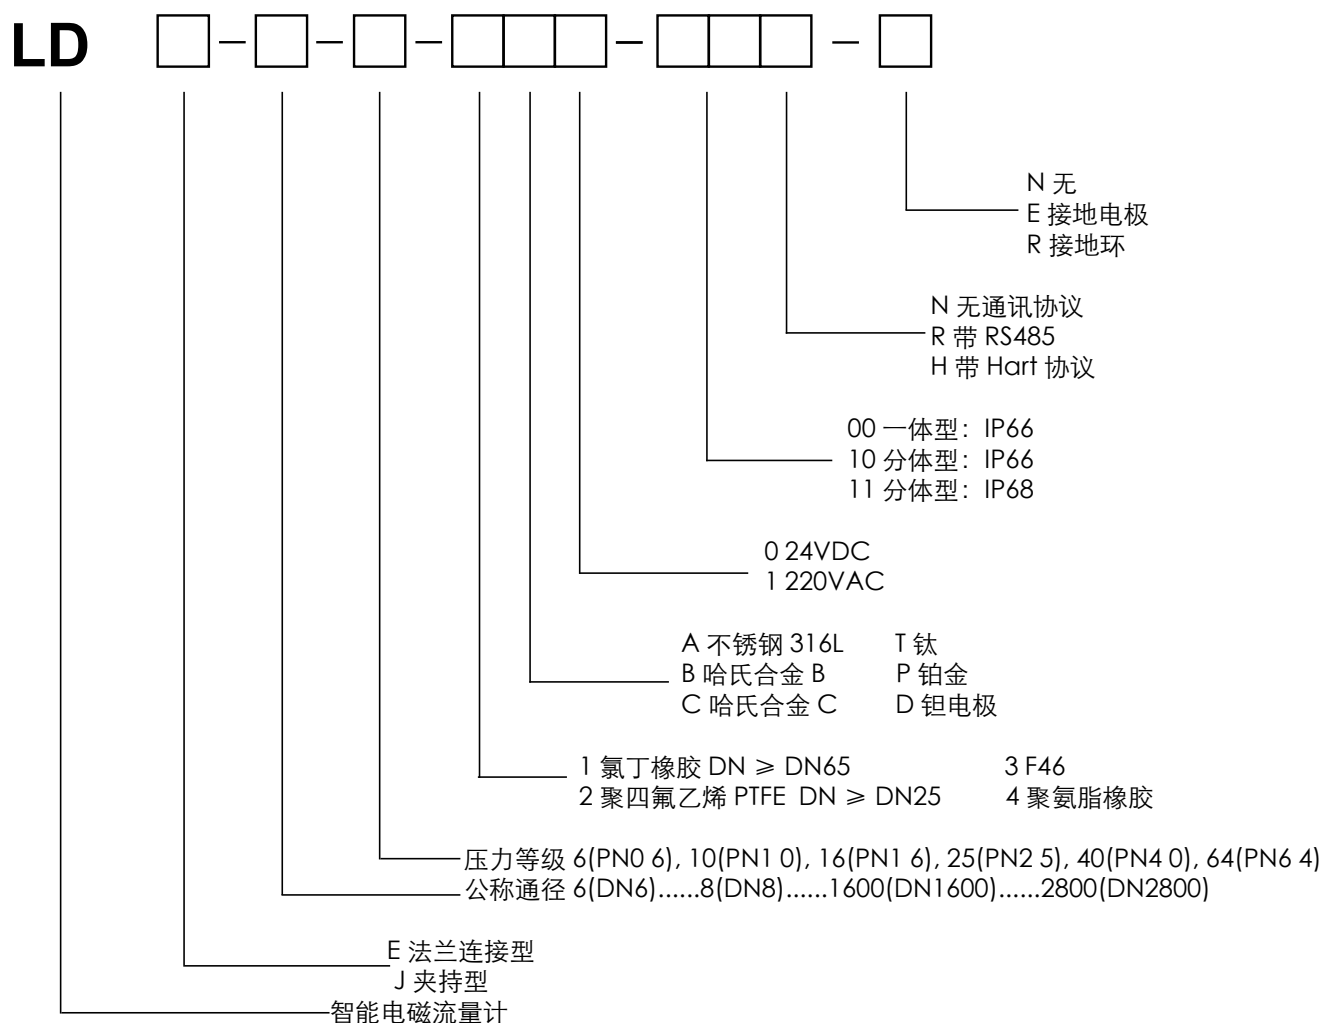 LD □－□－□－□□□－□□□－□
N 无
E 接地电极
R 接地环
N 无通讯协议
R 带 RS485
H 带 Hart 协议
00 一体型：IP66
10 分体型：IP66
11 分体型：IP68
0 24VDC
1 220VAC
A 不锈钢 316L T 钛
B 哈氏合金 B P 铂金
C 哈氏合金 C D 钽电极
1 氯丁橡胶 DN ≥ DN65 3 F46
2 聚四氟乙烯 PTFE DN ≥ DN25 4 聚氨脂橡胶
压力等级 6(PN0 6), 10(PN1 0), 16(PN1 6), 25(PN2 5), 40(PN4 0), 64(PN6 4)
公称通径 6(DN6)......8(DN8)......1600(DN1600)......2800(DN2800)
E 法兰连接型
J 夹持型
智能电磁流量计